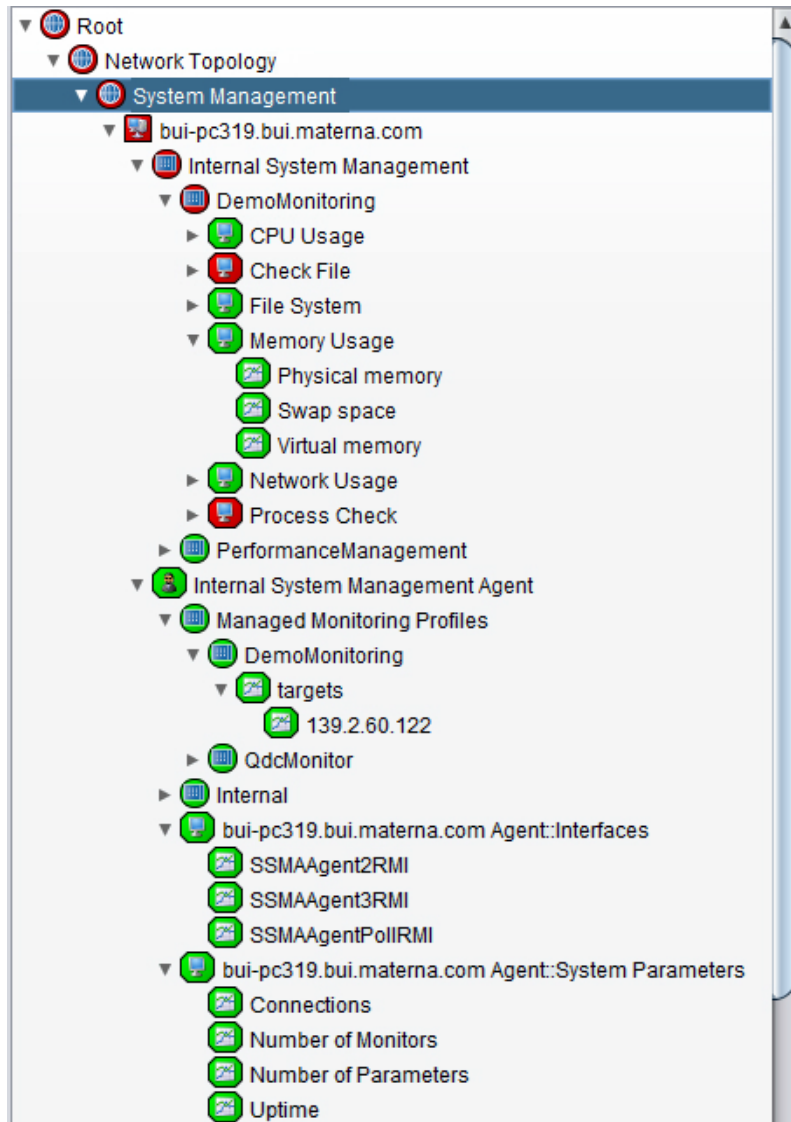 Root
Network Topology
System Management
bui-pc319.bui.materna.com
Internal System Management
DemoMonitoring
CPU Usage
Check File
File System
Memory Usage
Physical memory
Swap space
Virtual memory
Network Usage
Process Check
PerformanceManagement
Internal System Management Agent
Managed Monitoring Profiles
DemoMonitoring
targets
139.2.60.122
QdcMonitor
Internal
bui-pc319.bui.materna.com Agent::Interfaces
SSMAAgent2RMI
SSMAAgent3RMI
SSMAAgentPollRMI
bui-pc319.bui.materna.com Agent::System Parameters
Connections
Number of Monitors
Number of Parameters
Uptime